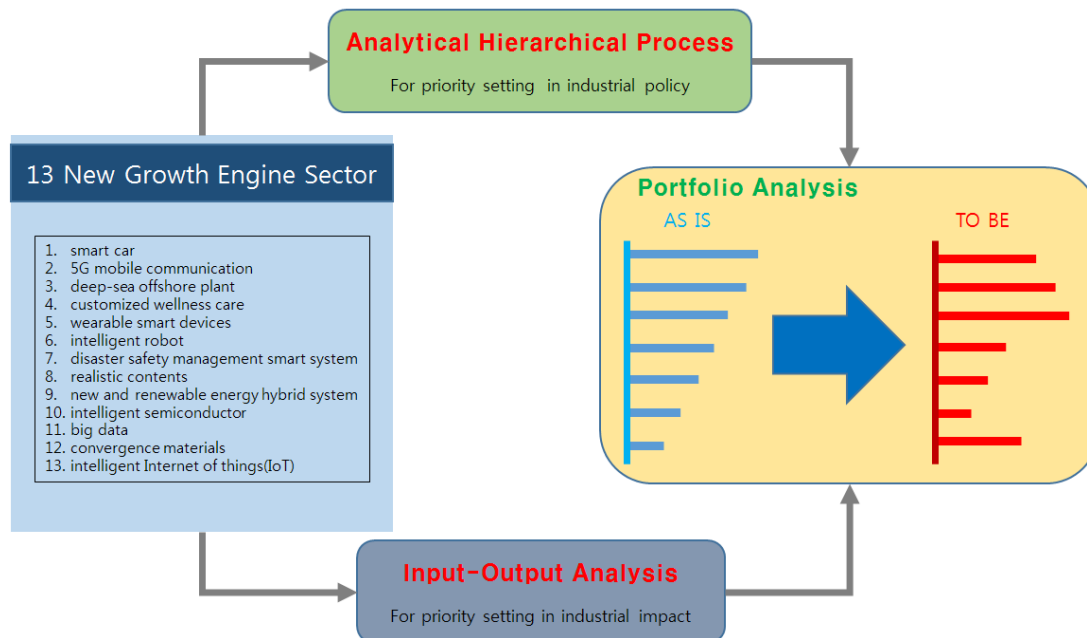 Analytical Hierarchical Process
For priority setting in industrial policy
13 New Growth Engine Sector
1. smart car
2. 5G mobile communication
3. deep-sea offshore plant
4. customized wellness care
5. wearable smart devices
6. intelligent robot
7. disaster safety management smart system
8. realistic contents
9. new and renewable energy hybrid system
10. intelligent semiconductor
11. big data
12. convergence materials
13. intelligent Internet of things(IoT)
Portfolio Analysis
AS IS
TO BE
Input-Output Analysis
For priority setting in industrial impact